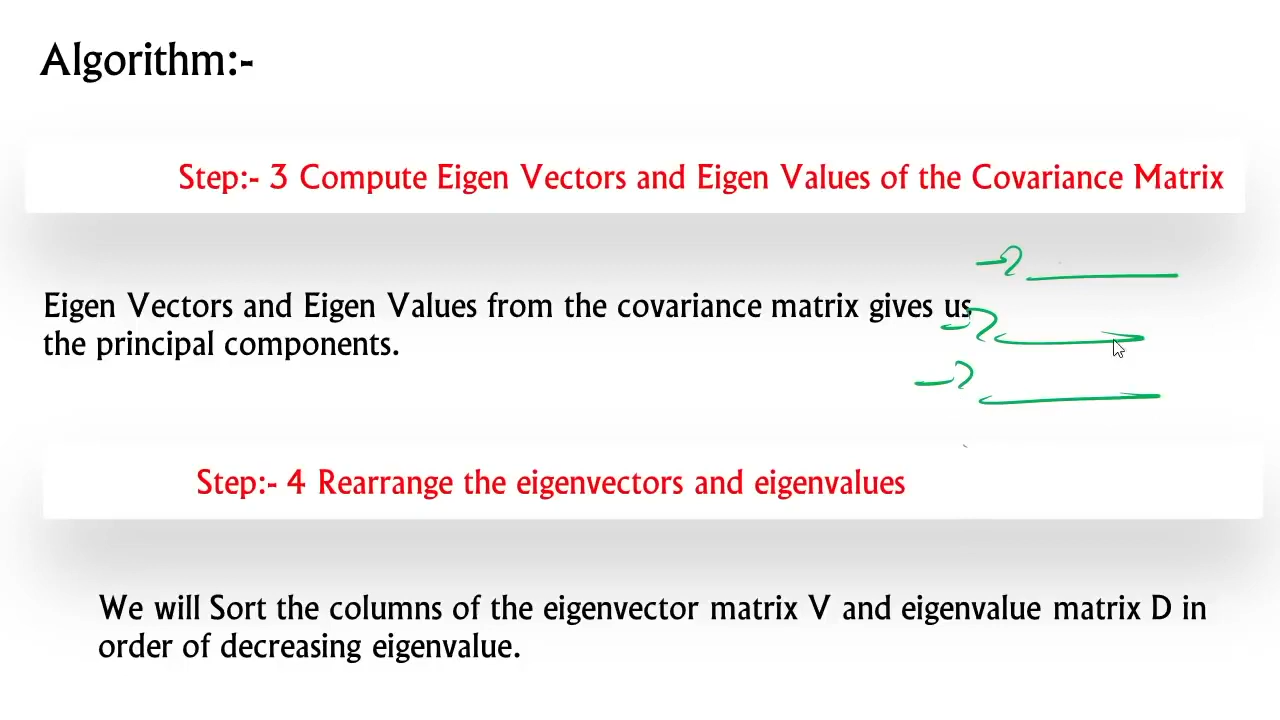 Algorithm:-
Step:- 3 Compute Eigen Vectors and Eigen Values of the Covariance Matrix
Eigen Vectors and Eigen Values from the covariance matrix gives us
the principal components.
Step:- 4 Rearrange the eigenvectors and eigenvalues
We will Sort the columns of the eigenvector matrix V and eigenvalue matrix D in
order of decreasing eigenvalue.